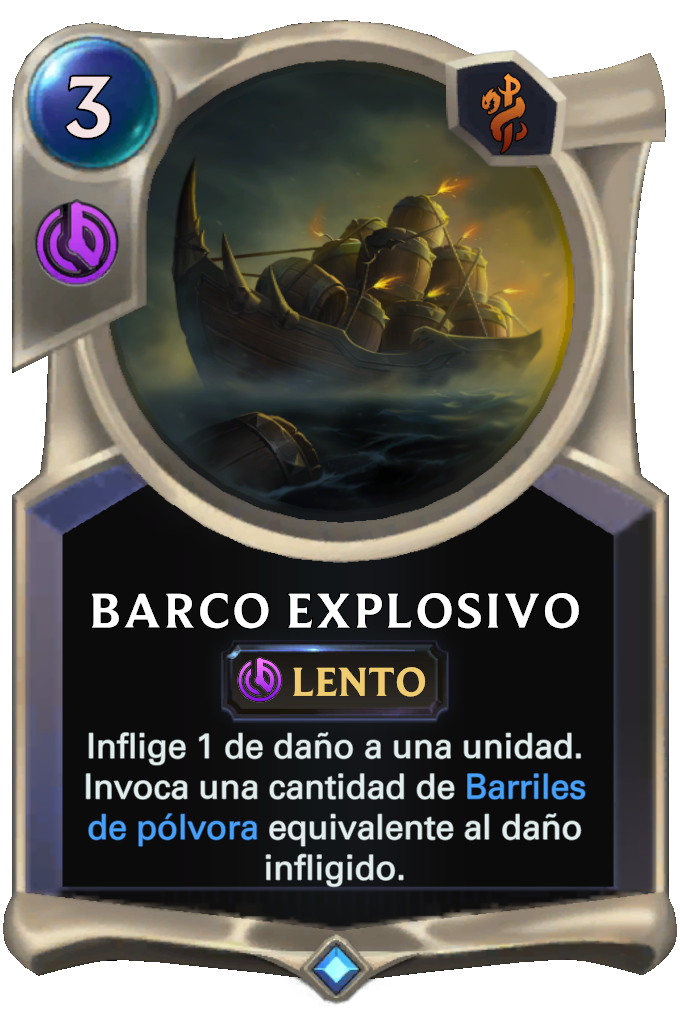 3
BARCO EXPLOSIVO
LENTO
Inflige 1 de daño a una unidad.
Invoca una cantidad de Barriles
de pólvora equivalente al daño
infligido.